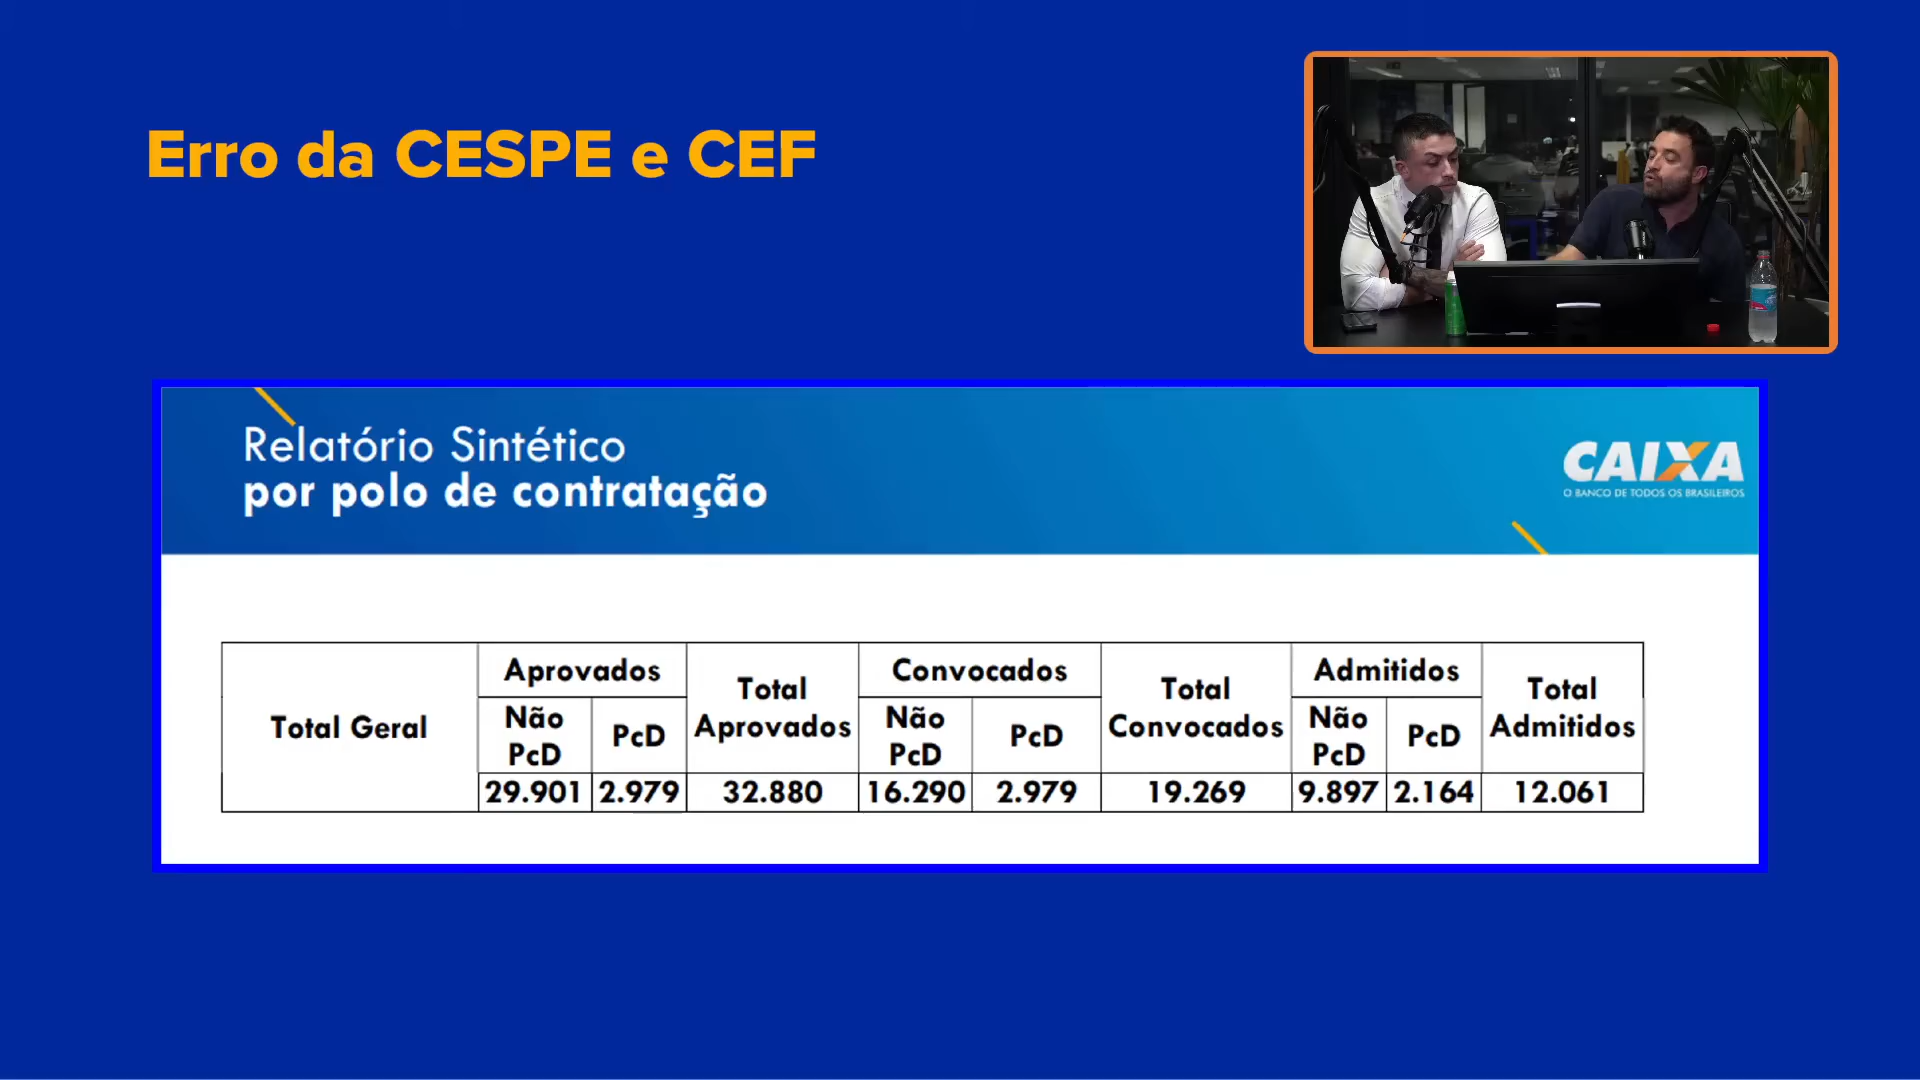 Erro da CESPE e CEF
Relatório Sintético
por polo de contratação
CAIXA
O BANCO DE TODOS OS BRASILEIROS
Total Geral
Aprovados
Total
Aprovados
Convocados
Total
Convocados
Admitidos
Total
Admitidos
Não
PcD
PcD
Não
PcD
PcD
Não
PcD
PcD
29.901 2.979 32.880 16.290 2.979 19.269 9.897 2.164 12.061